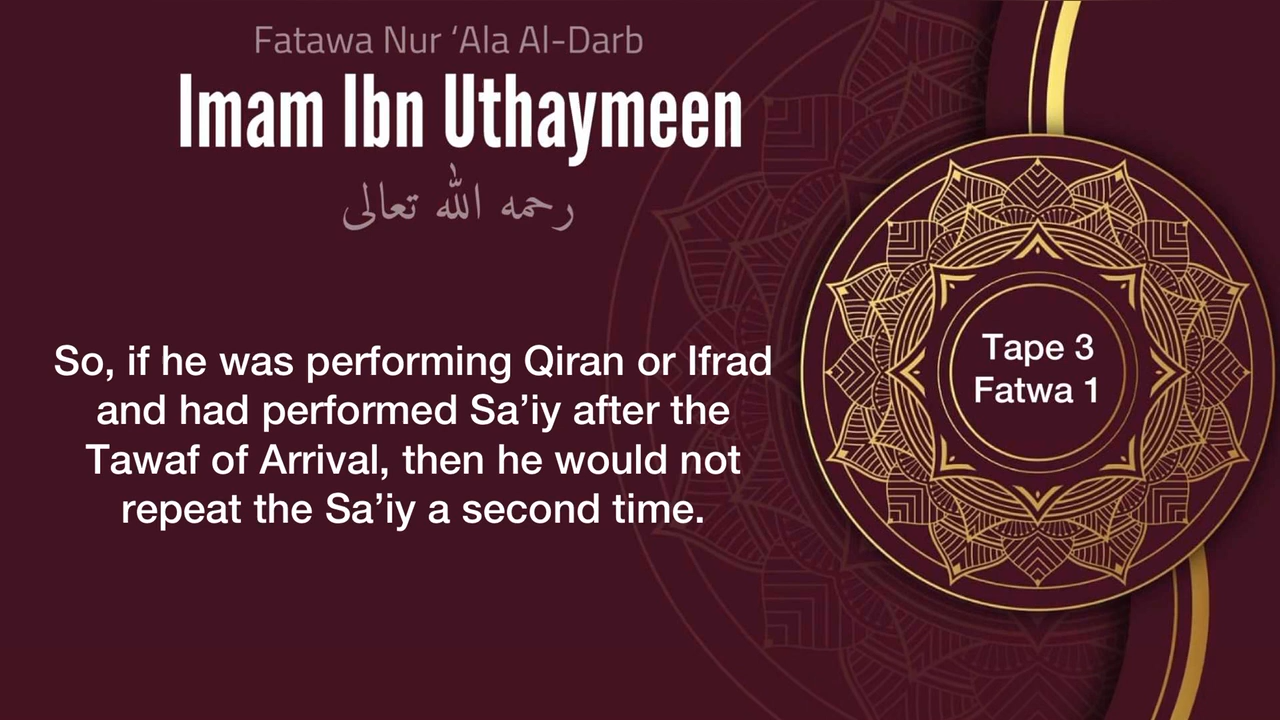 Fatawa Nur ‘Ala Al-Darb
Imam Ibn Uthaymeen
رحمه الله تعالى
So, if he was performing Qiran or Ifrad
and had performed Sa’iy after the
Tawaf of Arrival, then he would not
repeat the Sa’iy a second time.
Tape 3
Fatwa 1